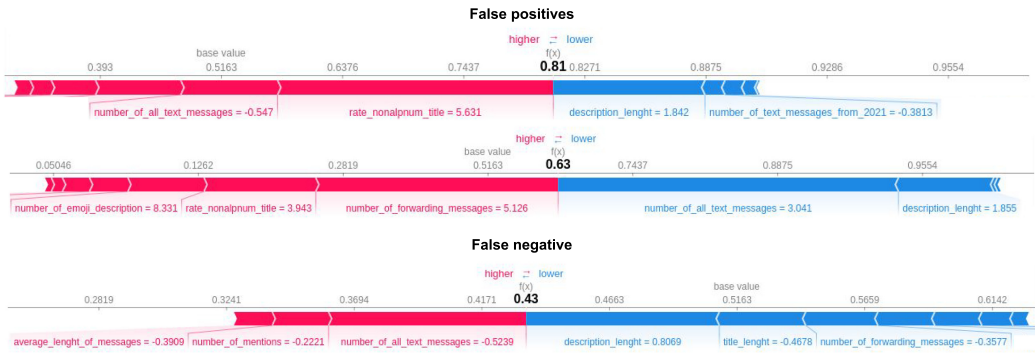 False positives
higher ⇄ lower
base value f(x)
0.393 0.5163 0.6376 0.7437 0.81 0.8271 0.8875 0.9286 0.9554
number_of_all_text_messages = -0.547 rate_nonalpnum_title = 5.631 description_lenght = 1.842 number_of_text_messages_from_2021 = -0.3813
higher ⇄ lower
base value f(x)
0.05046 0.1262 0.2819 0.5163 0.63 0.7437 0.8875 0.9554
number_of_emoji_description = 8.331 rate_nonalpnum_title = 3.943 number_of_forwarding_messages = 5.126 number_of_all_text_messages = 3.041 description_lenght = 1.855
False negative
higher ⇄ lower
f(x) base value
0.2819 0.3241 0.3694 0.4171 0.43 0.4663 0.5163 0.5659 0.6142
average_lenght_of_messages = -0.3909 number_of_mentions = -0.2221 number_of_all_text_messages = -0.5239 description_lenght = 0.8069 title_lenght = -0.4678 number_of_forwarding_messages = -0.3577